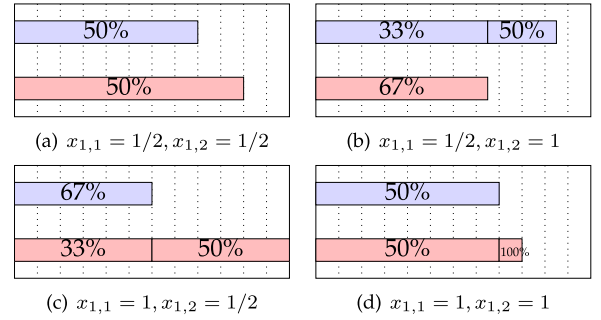 50%
50%
(a) x₁,₁ = 1/2, x₁,₂ = 1/2
33% 50%
67%
(b) x₁,₁ = 1/2, x₁,₂ = 1
67%
33% 50%
(c) x₁,₁ = 1, x₁,₂ = 1/2
50%
50% 100%
(d) x₁,₁ = 1, x₁,₂ = 1